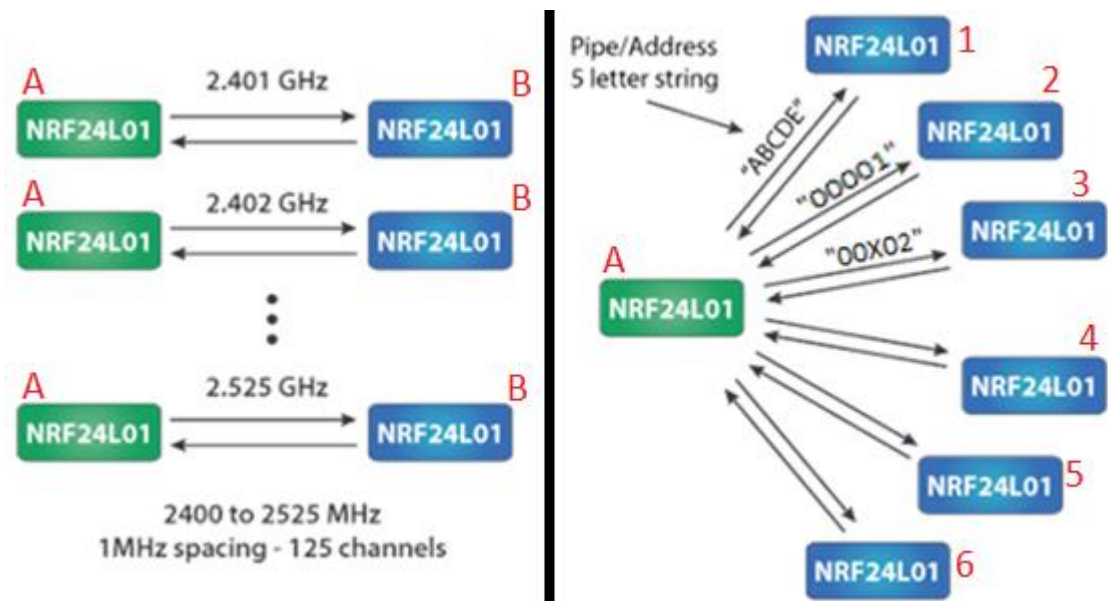 A
2.401 GHz
B
NRF24L01
NRF24L01
A
2.402 GHz
B
NRF24L01
NRF24L01
A
2.525 GHz
B
NRF24L01
NRF24L01
2400 to 2525 MHz
1MHz spacing - 125 channels
Pipe/Address
5 letter string
NRF24L01
1
"ABCDE"
2
NRF24L01
"00001"
3
NRF24L01
"00X02"
A
NRF24L01
4
NRF24L01
NRF24L01
5
NRF24L01
6